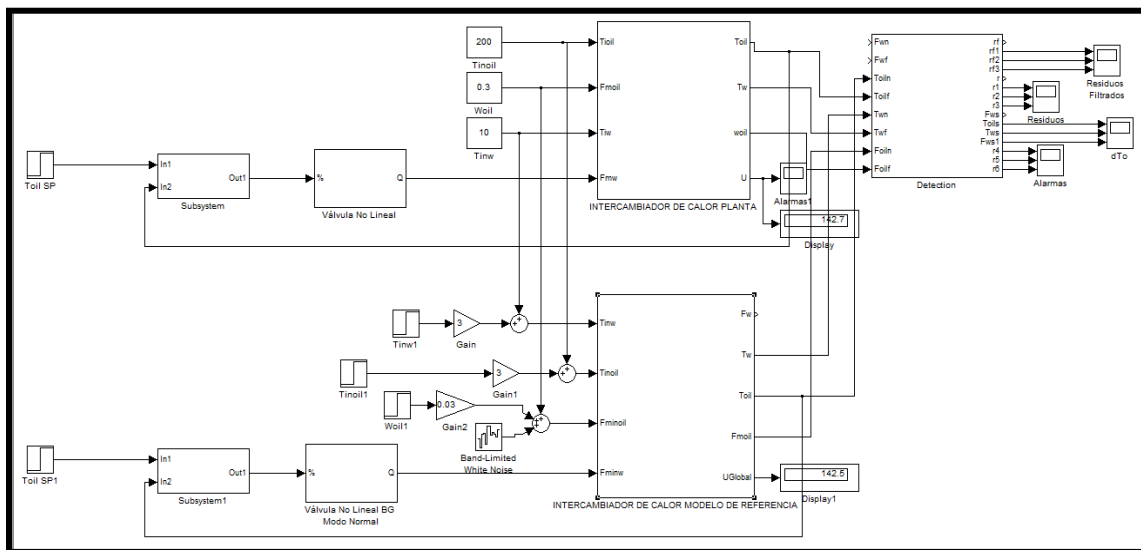 200
Tinoil
0.3
Woil
10
Tinw
Toil SP
In1
In2
Out1
Subsystem
%
Q
Válvula No Lineal
Tioil
Fmoil
Tiw
Fmw
Toil
Tw
woil
U
INTERCAMBIADOR DE CALOR PLANTA
Alarmas1
142.7
Display
Fwn
Fwf
Toiln
Toilf
Twn
Twf
Foiln
Foilf
rf
rf1
rf2
rf3
r
r1
r2
r3
Fws
Toils
Tws
Fws1
r4
r5
r6
Detection
Residuos
Filtrados
Residuos
dTo
Alarmas
Tinw1
3
Gain
Tinoil1
3
Gain1
Woil1
0.03
Gain2
Band-Limited
White Noise
Toil SP1
In1
In2
Out1
Subsystem1
%
Q
Válvula No Lineal BG
Modo Normal
Tinw
Tinoil
Fminoil
Fminw
Fw
Tw
Toil
Fmoil
UGlobal
INTERCAMBIADOR DE CALOR MODELO DE REFERENCIA
142.5
Display1